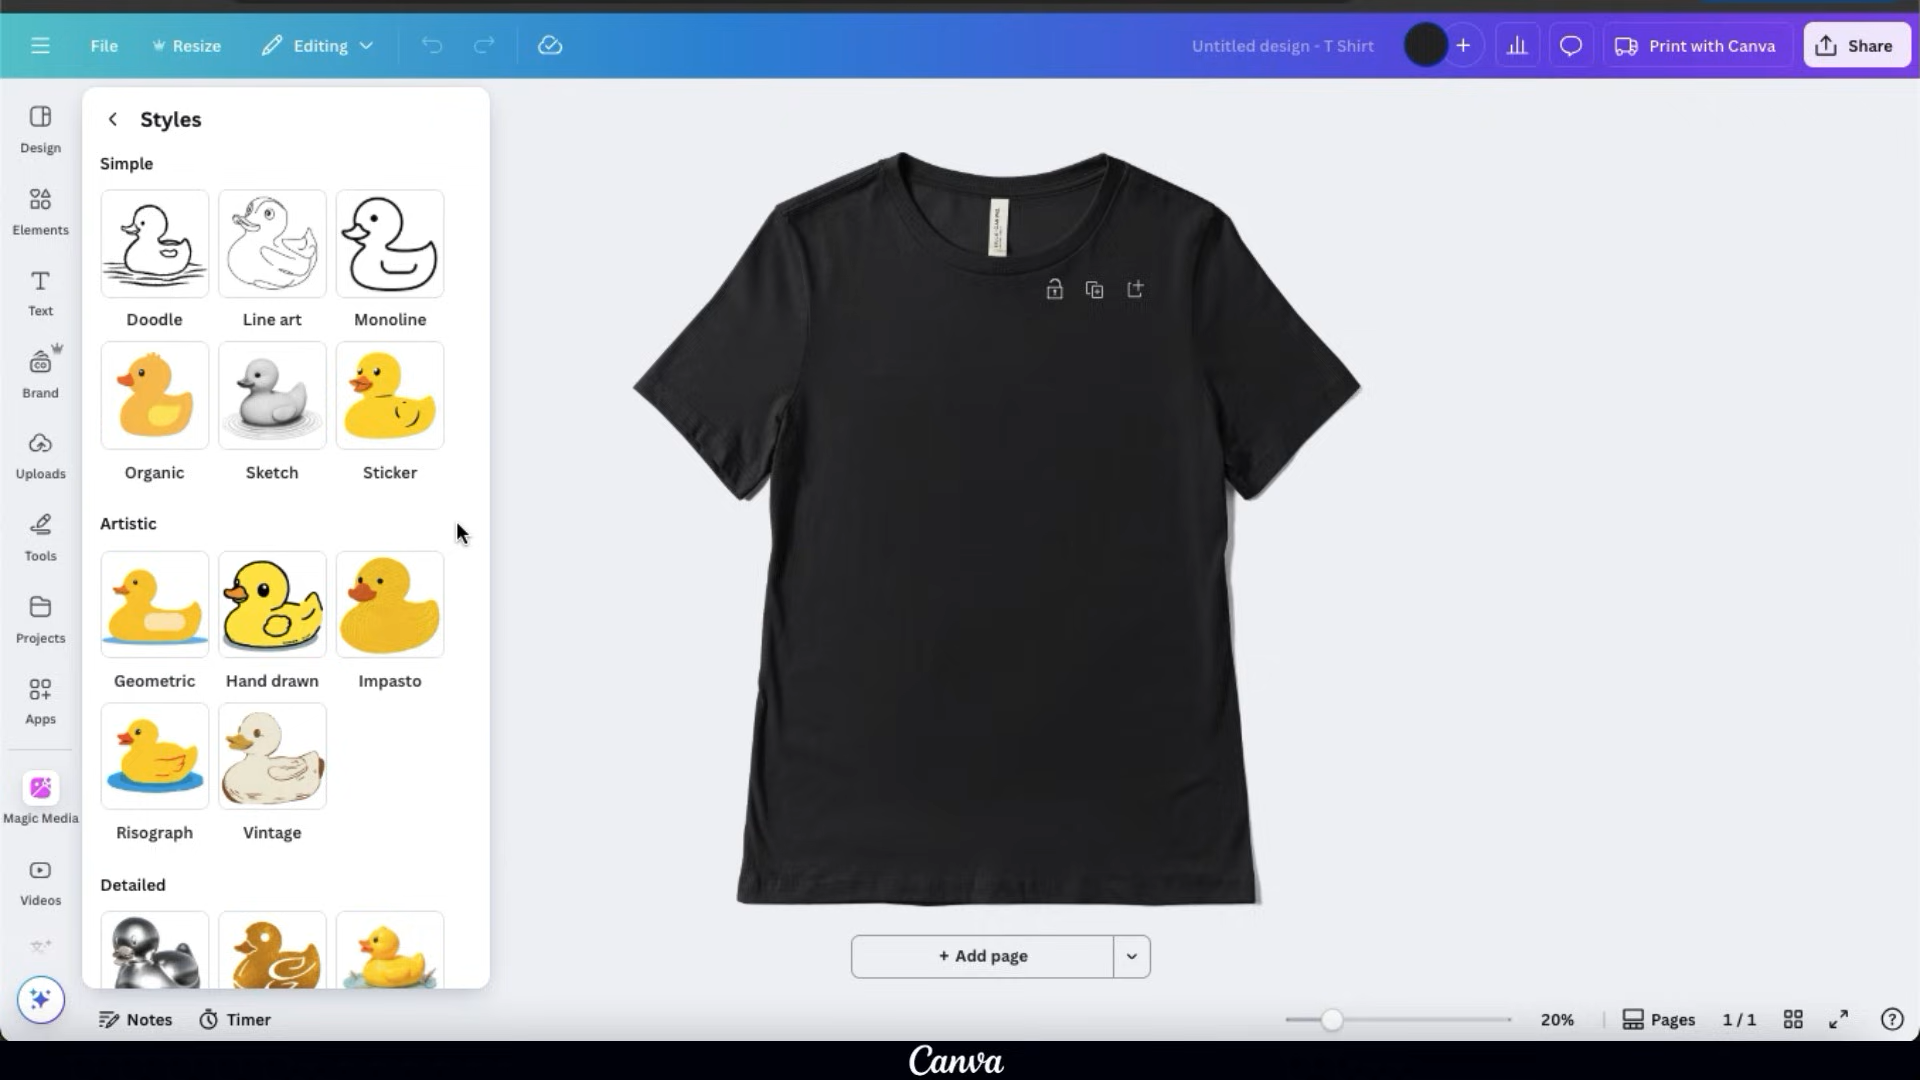 File
Resize
Editing
Untitled design - T Shirt
Print with Canva
Share
Design
Elements
Text
Brand
Uploads
Tools
Projects
Apps
Magic Media
Videos
Styles
Simple
Doodle
Line art
Monoline
Organic
Sketch
Sticker
Artistic
Geometric
Hand drawn
Impasto
Risograph
Vintage
Detailed
+ Add page
Notes
Timer
20%
Pages
1 / 1
Canva